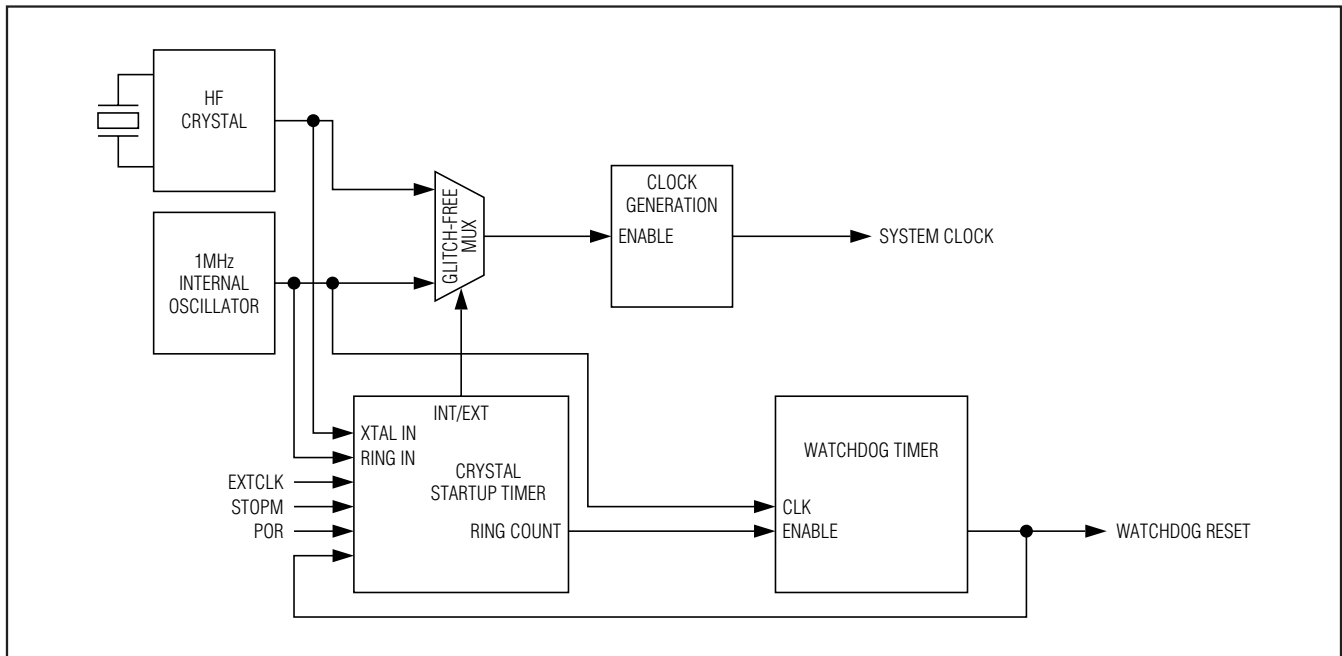 HF
CRYSTAL
1MHz
INTERNAL
OSCILLATOR
GLITCH-FREE
MUX
CLOCK
GENERATION
ENABLE
SYSTEM CLOCK
INT/EXT
XTAL IN
RING IN
EXTCLK
STOPM
POR
CRYSTAL
STARTUP TIMER
RING COUNT
WATCHDOG TIMER
CLK
ENABLE
WATCHDOG RESET